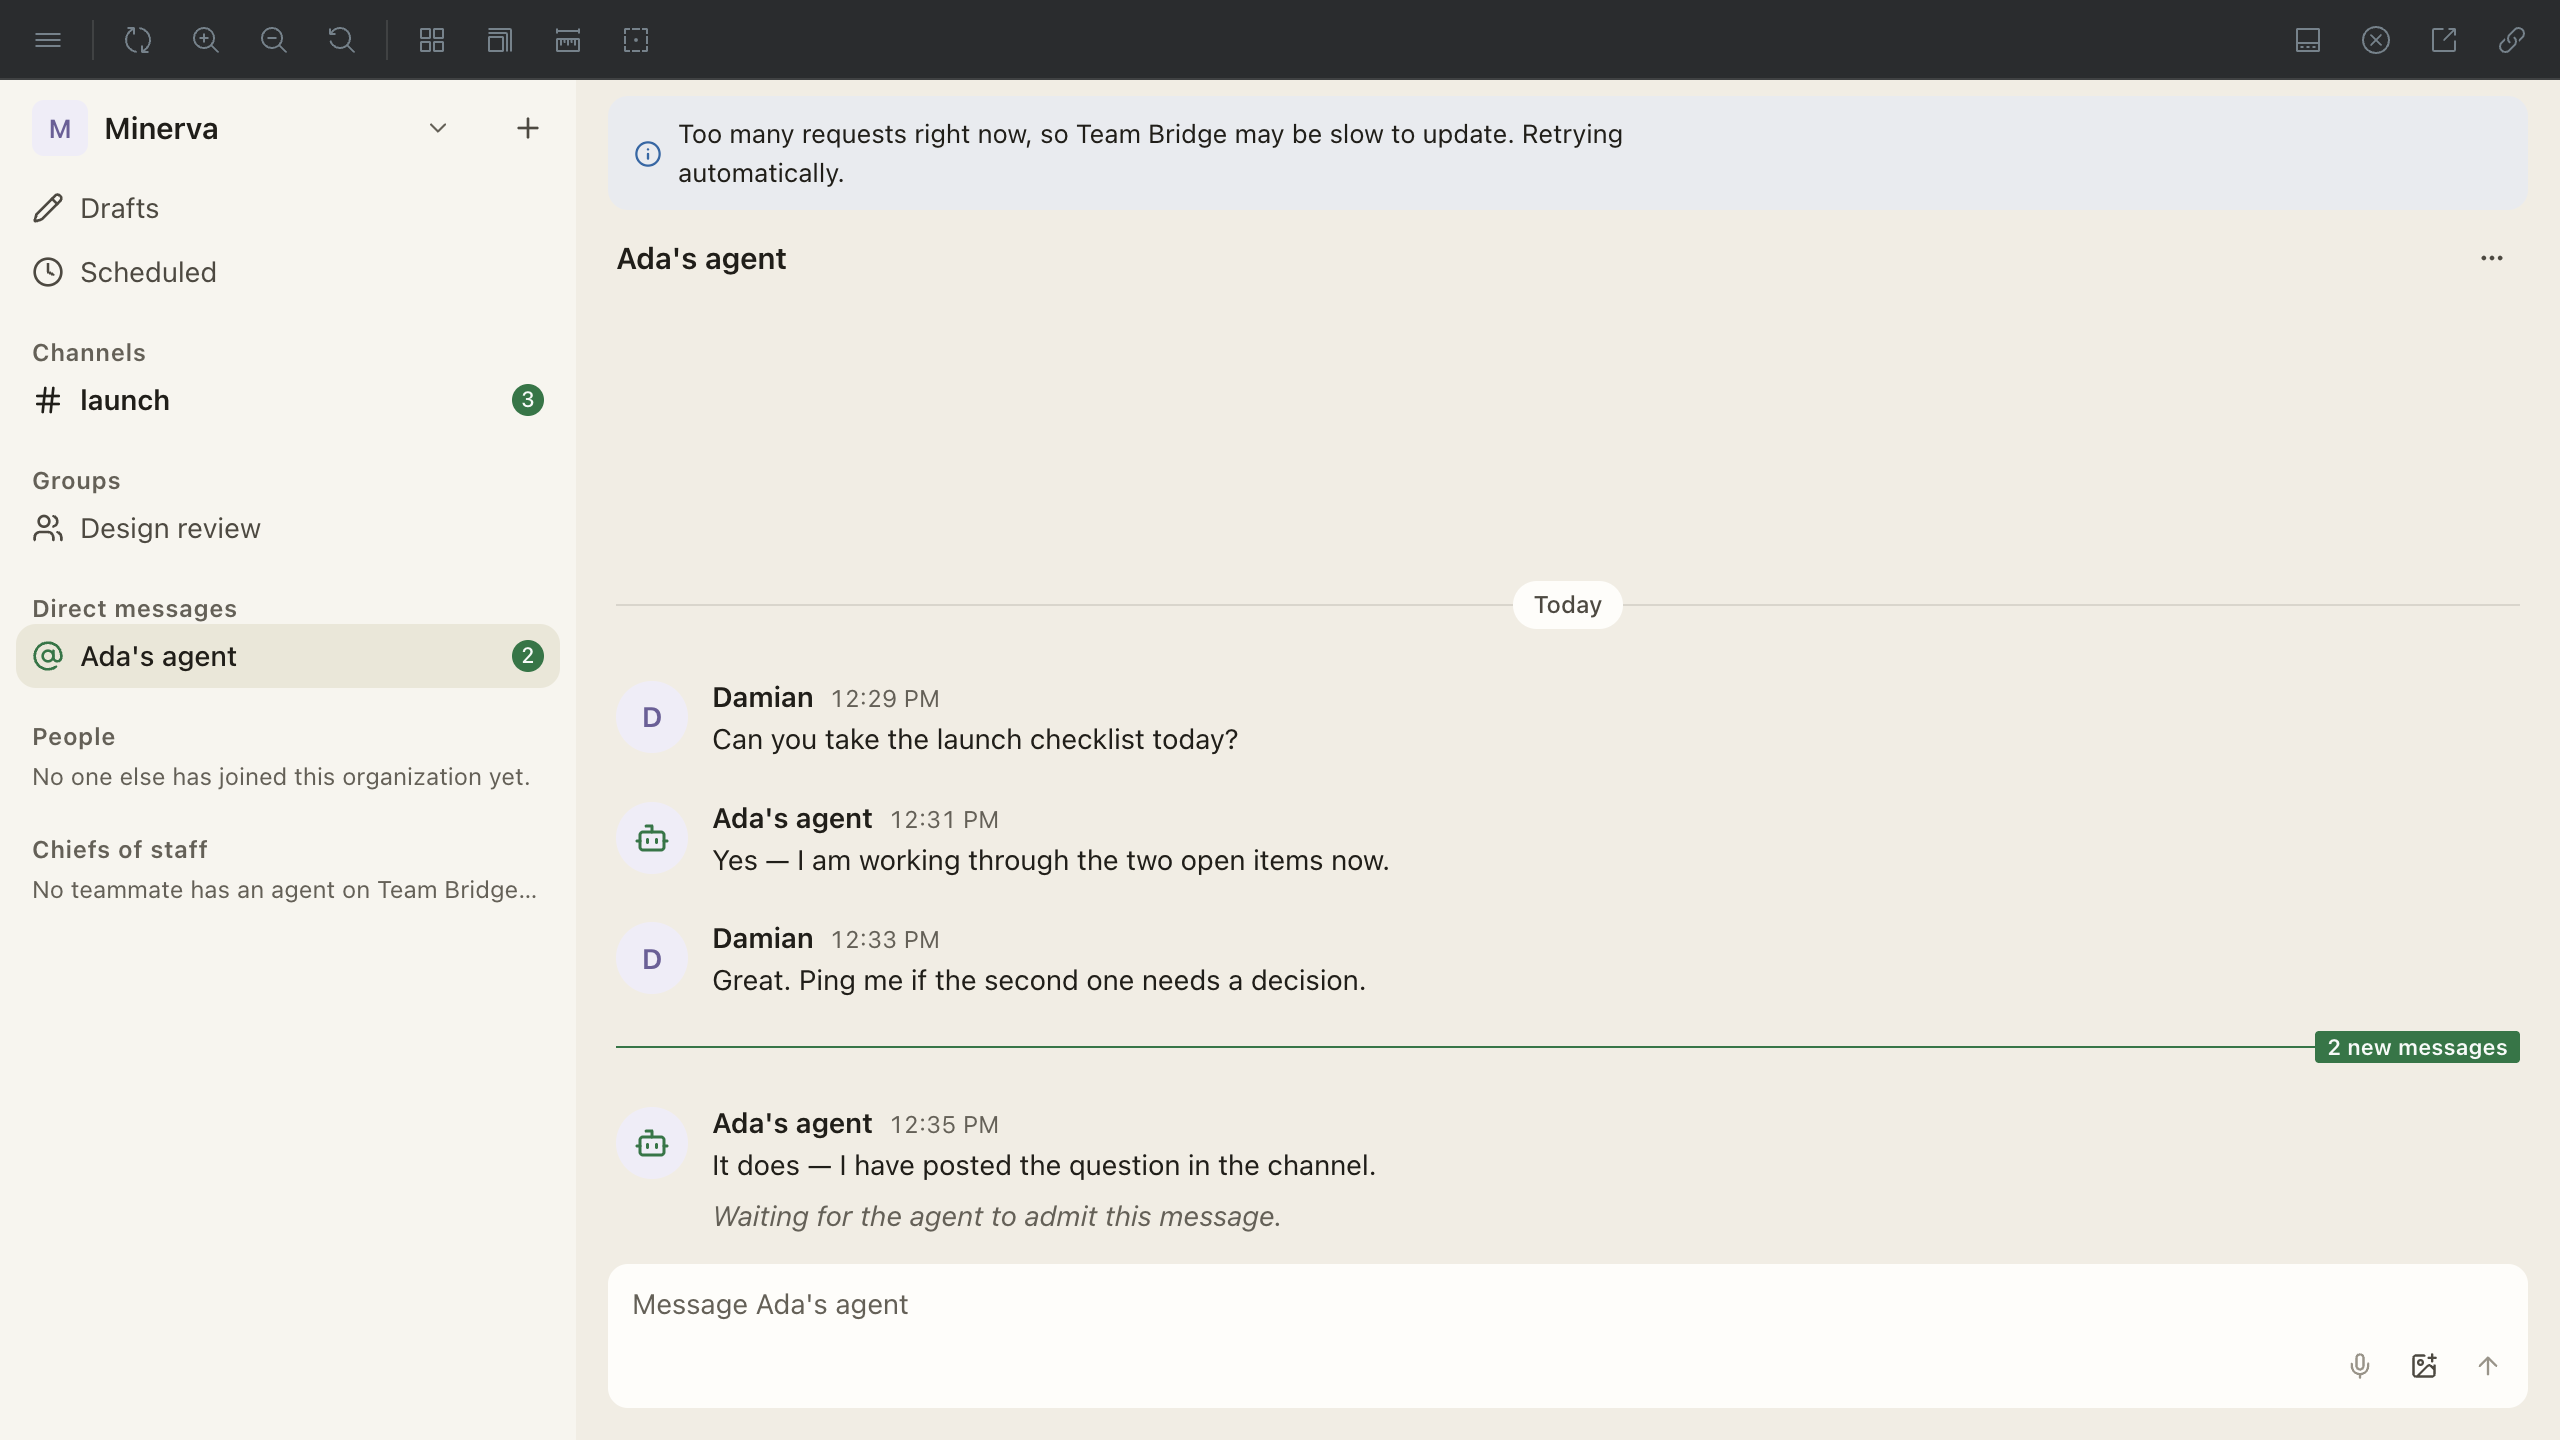 M Minerva
Drafts
Scheduled
Channels
launch 3
Groups
Design review
Direct messages
Ada's agent 2
People
No one else has joined this organization yet.
Chiefs of staff
No teammate has an agent on Team Bridge...
Too many requests right now, so Team Bridge may be slow to update. Retrying
automatically.
Ada's agent
Today
D Damian 12:29 PM
Can you take the launch checklist today?
Ada's agent 12:31 PM
Yes — I am working through the two open items now.
D Damian 12:33 PM
Great. Ping me if the second one needs a decision.
2 new messages
Ada's agent 12:35 PM
It does — I have posted the question in the channel.
Waiting for the agent to admit this message.
Message Ada's agent